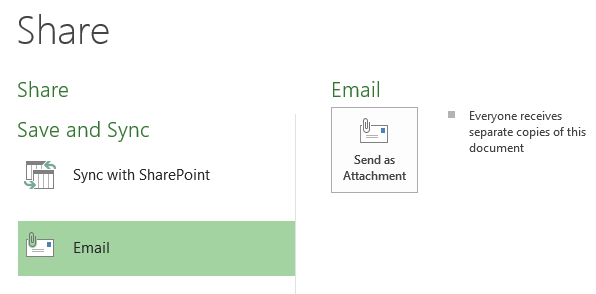 Share
Share
Save and Sync
Sync with SharePoint
Email
Email
Send as
Attachment
Everyone receives
separate copies of this
document